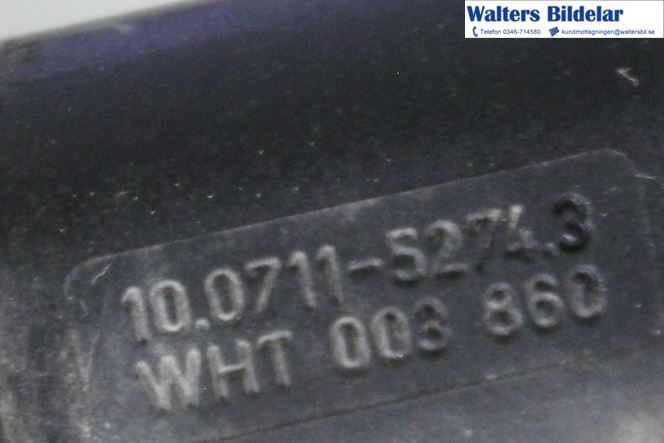 Walters Bildelar
Telefon 0346-714580 kundmottagningen@waltersbil.se
10.0711-5274.3
WHT 003 860